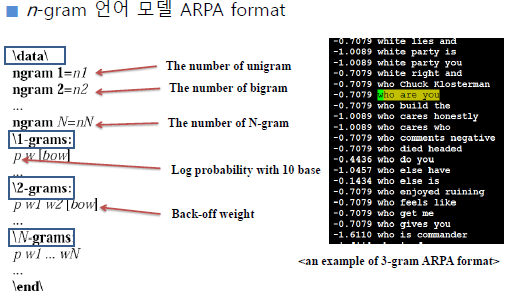 n-gram 언어 모델 ARPA format
\data\
ngram 1=n1
ngram 2=n2
...
ngram N=nN
\1-grams:
p w [bow]
...
\2-grams:
p w1 w2 [bow]
...
\N-grams:
p w1 ... wN
...
\end\
The number of unigram
The number of bigram
The number of N-gram
Log probability with 10 base
Back-off weight
-0.7079 white lies and
-1.0089 white party is
-1.0089 white party you
-0.7079 white right and
-0.7079 who Chuck Klosterman
-0.7079 who are you
-0.7079 who build the
-1.0089 who cares honestly
-1.0089 who cares who
-0.7079 who comments negative
-0.7079 who died headed
-0.4436 who do you
-1.0457 who else have
-0.1434 who else is
-0.7079 who enjoyed ruining
-0.7079 who feels like
-0.7079 who get me
-0.7079 who gives you
-1.6110 who is commander
<an example of 3-gram ARPA format>